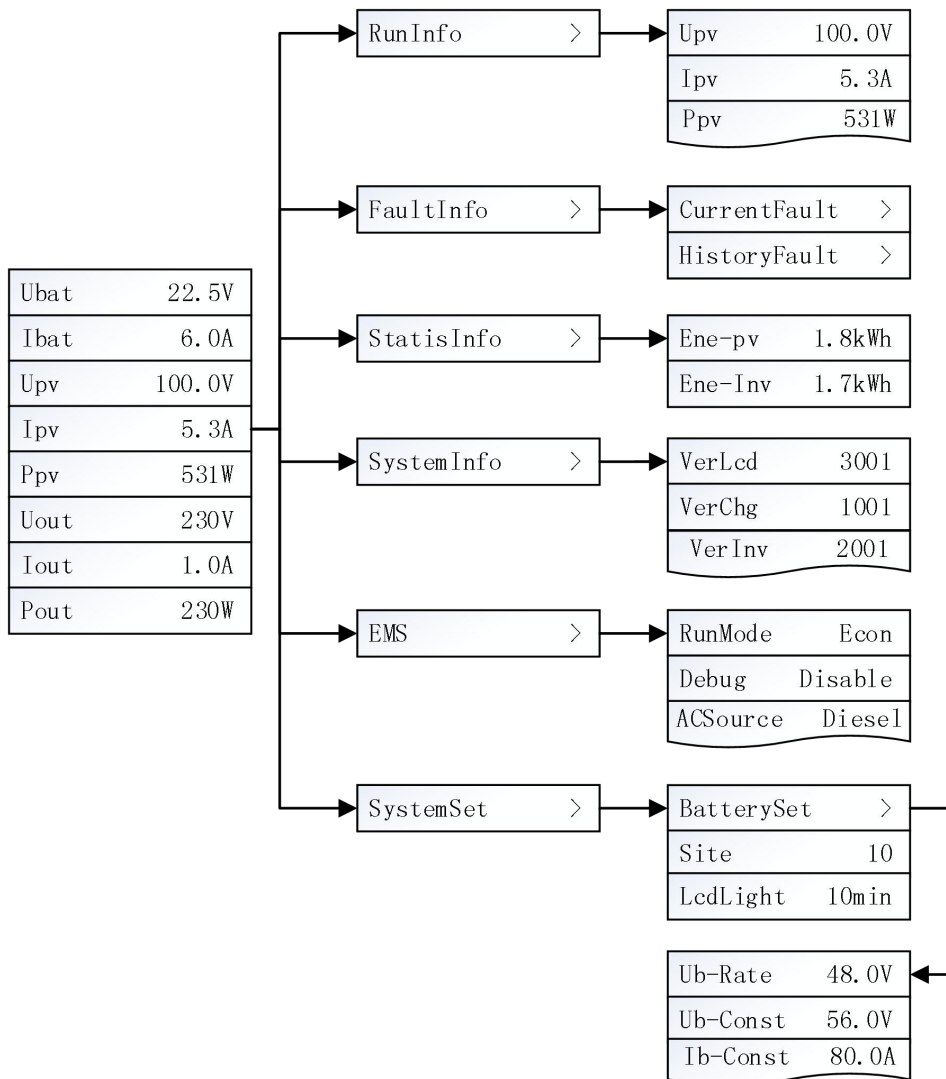 Ubat 22.5V
Ibat 6.0A
Upv 100.0V
Ipv 5.3A
Ppv 531W
Uout 230V
Iout 1.0A
Pout 230W
RunInfo >
Upv 100.0V
Ipv 5.3A
Ppv 531W
FaultInfo >
CurrentFault >
HistoryFault >
StatisInfo >
Ene-pv 1.8kWh
Ene-Inv 1.7kWh
SystemInfo >
VerLcd 3001
VerChg 1001
VerInv 2001
EMS >
RunMode Econ
Debug Disable
ACSource Diesel
SystemSet >
BatterySet >
Site 10
LcdLight 10min
Ub-Rate 48.0V
Ub-Const 56.0V
Ib-Const 80.0A